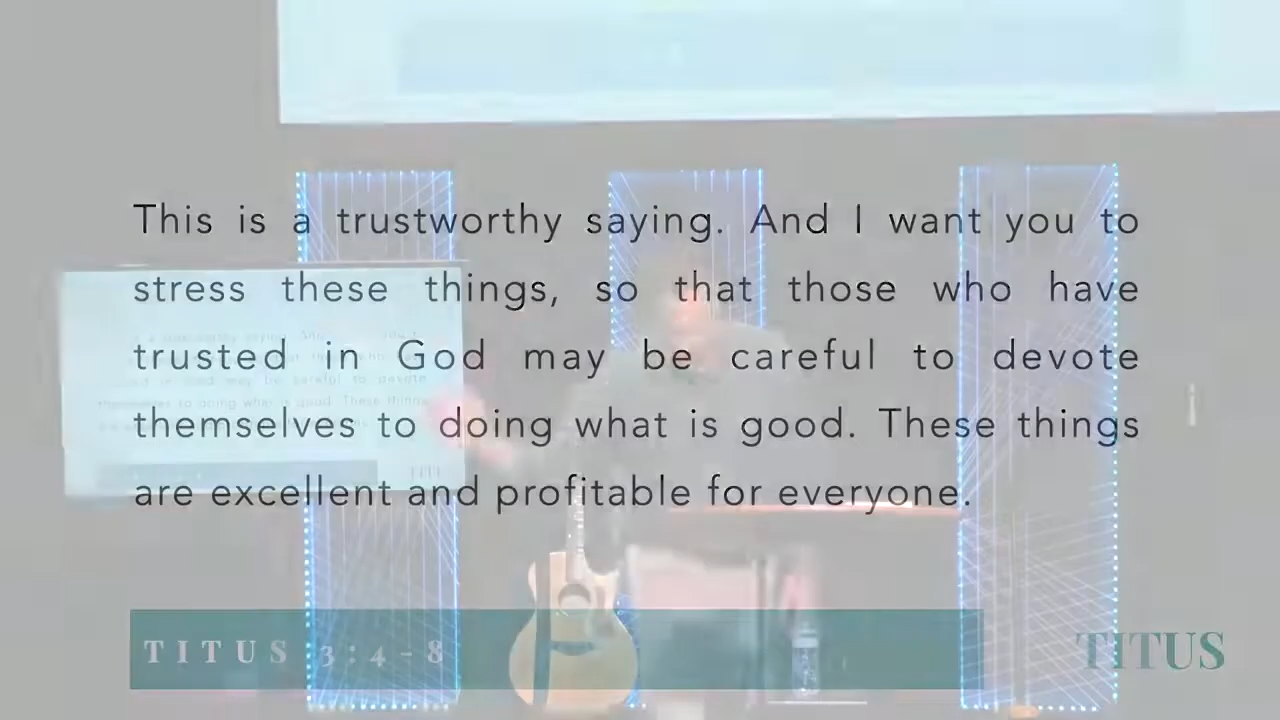 This is a trustworthy saying. And I want you to
stress these things, so that those who have
trusted in God may be careful to devote
themselves to doing what is good. These things
are excellent and profitable for everyone.
TITUS 3:4-8
TITUS